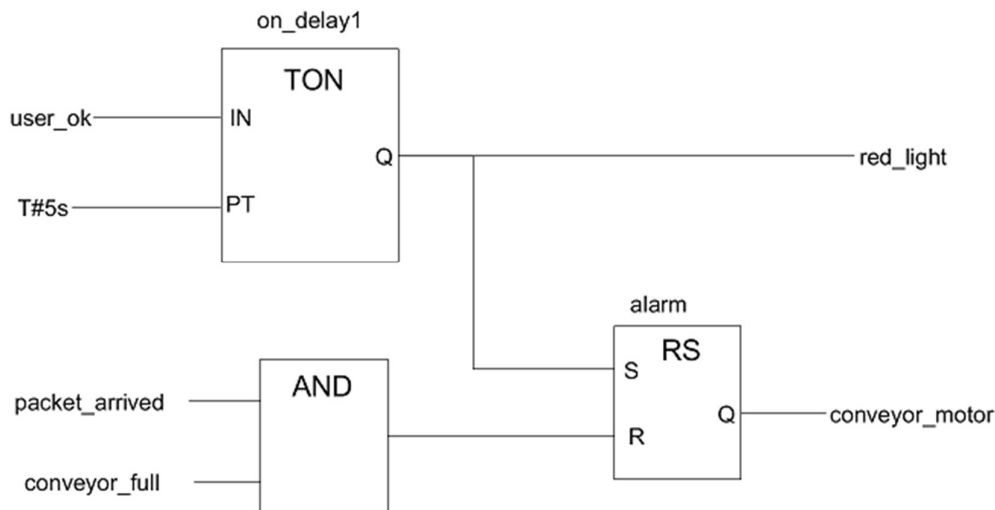 on_delay1
TON
user_ok
IN
Q
red_light
T#5s
PT
alarm
RS
S
AND
packet_arrived
Q
conveyor_motor
R
conveyor_full